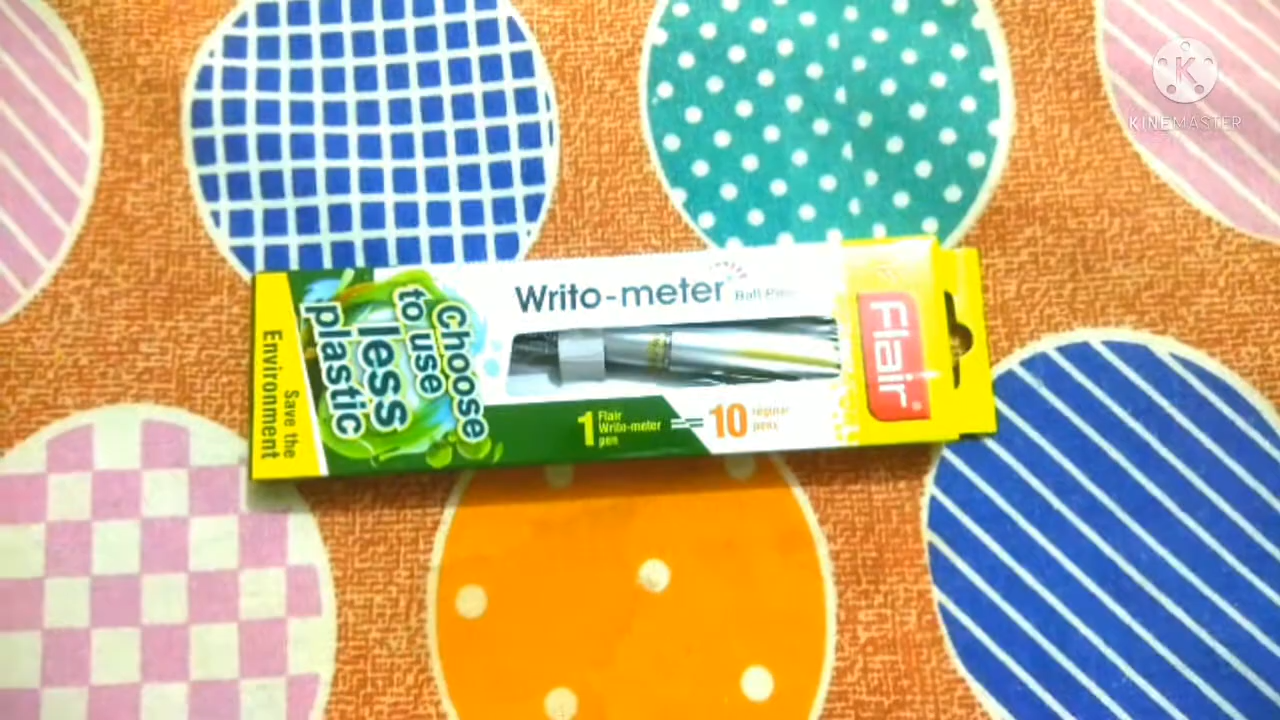 Save the
Environment
Choose
to use
less
plastic
Writo-meter
Ball Pen
1
Flair
Writo-meter
pen
=
10
regular
pens
Flair
KINEMASTER